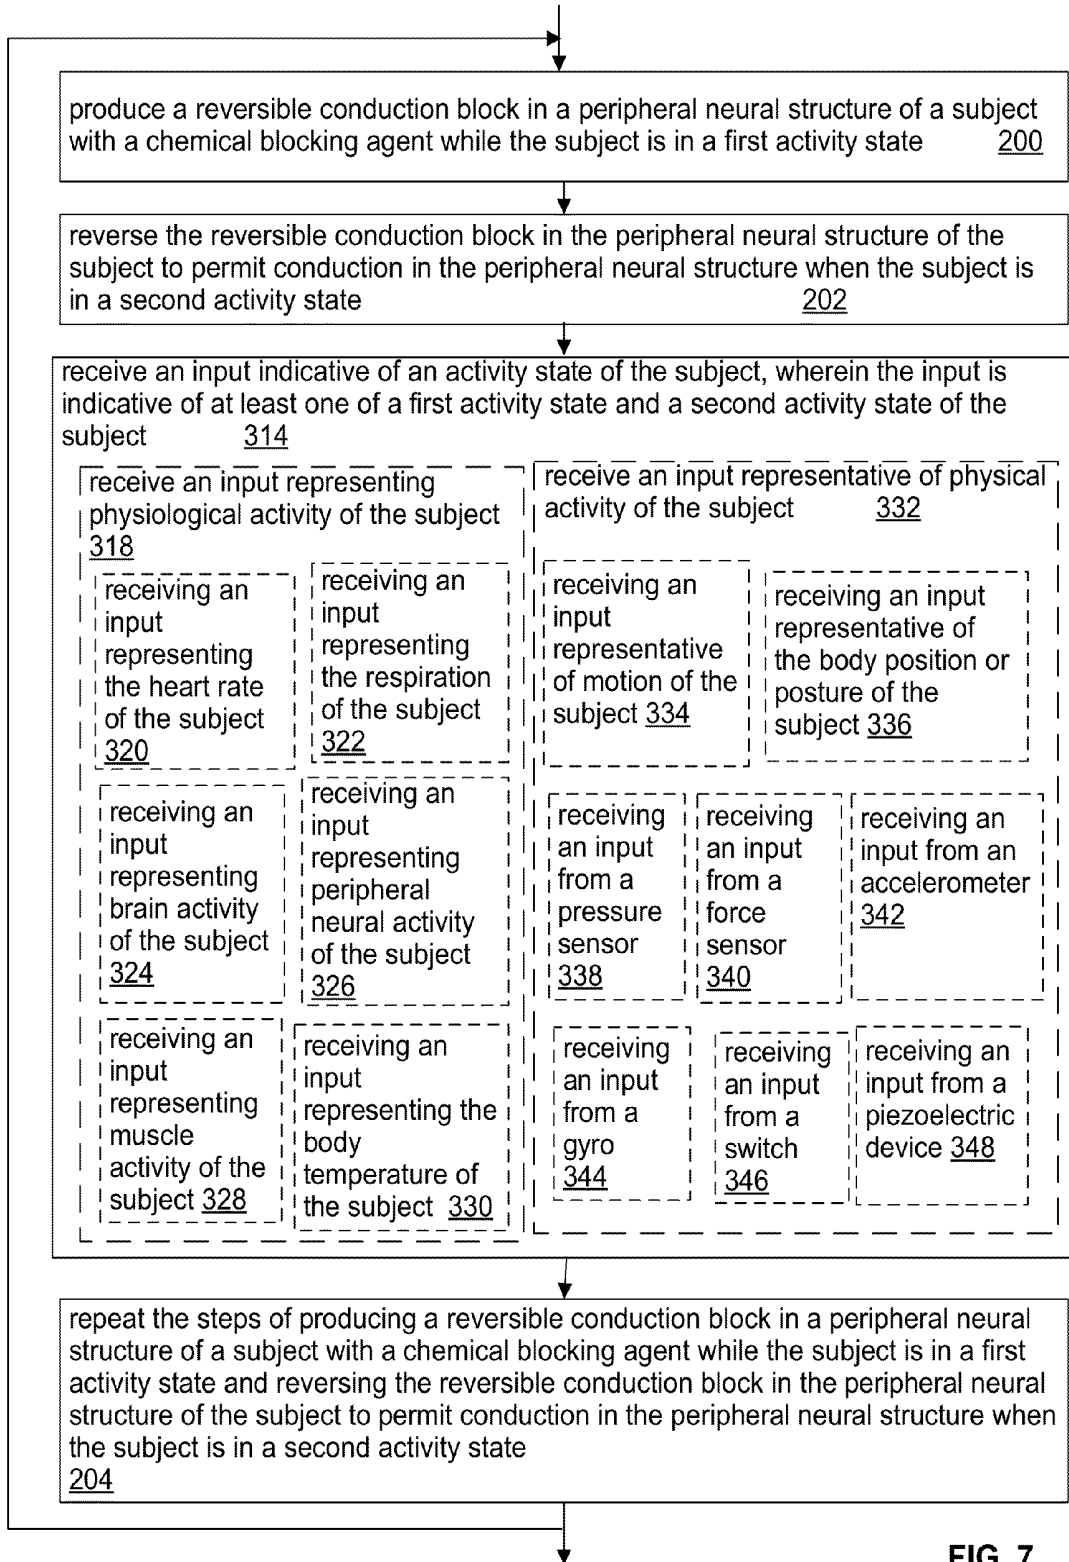 produce a reversible conduction block in a peripheral neural structure of a subject
with a chemical blocking agent while the subject is in a first activity state 200
reverse the reversible conduction block in the peripheral neural structure of the
subject to permit conduction in the peripheral neural structure when the subject is
in a second activity state 202
receive an input indicative of an activity state of the subject, wherein the input is
indicative of at least one of a first activity state and a second activity state of the
subject 314
receive an input representing
physiological activity of the subject
318
receiving an
input
representing
the heart rate
of the subject
320
receiving an
input
representing
the respiration
of the subject
322
receiving an
input
representing
brain activity
of the subject
324
receiving an
input
representing
peripheral
neural activity
of the subject
326
receiving an
input
representing
muscle
activity of the
subject 328
receiving an
input
representing the
body
temperature of
the subject 330
receive an input representative of physical
activity of the subject 332
receiving an
input
representative
of motion of the
subject 334
receiving an input
representative of
the body position or
posture of the
subject 336
receiving
an input
from a
pressure
sensor
338
receiving
an input
from a
force
sensor
340
receiving an
input from an
accelerometer
342
receiving
an input
from a
gyro
344
receiving
an input
from a
switch
346
receiving an
input from a
piezoelectric
device 348
repeat the steps of producing a reversible conduction block in a peripheral neural
structure of a subject with a chemical blocking agent while the subject is in a first
activity state and reversing the reversible conduction block in the peripheral neural
structure of the subject to permit conduction in the peripheral neural structure when
the subject is in a second activity state
204
FIG. 7